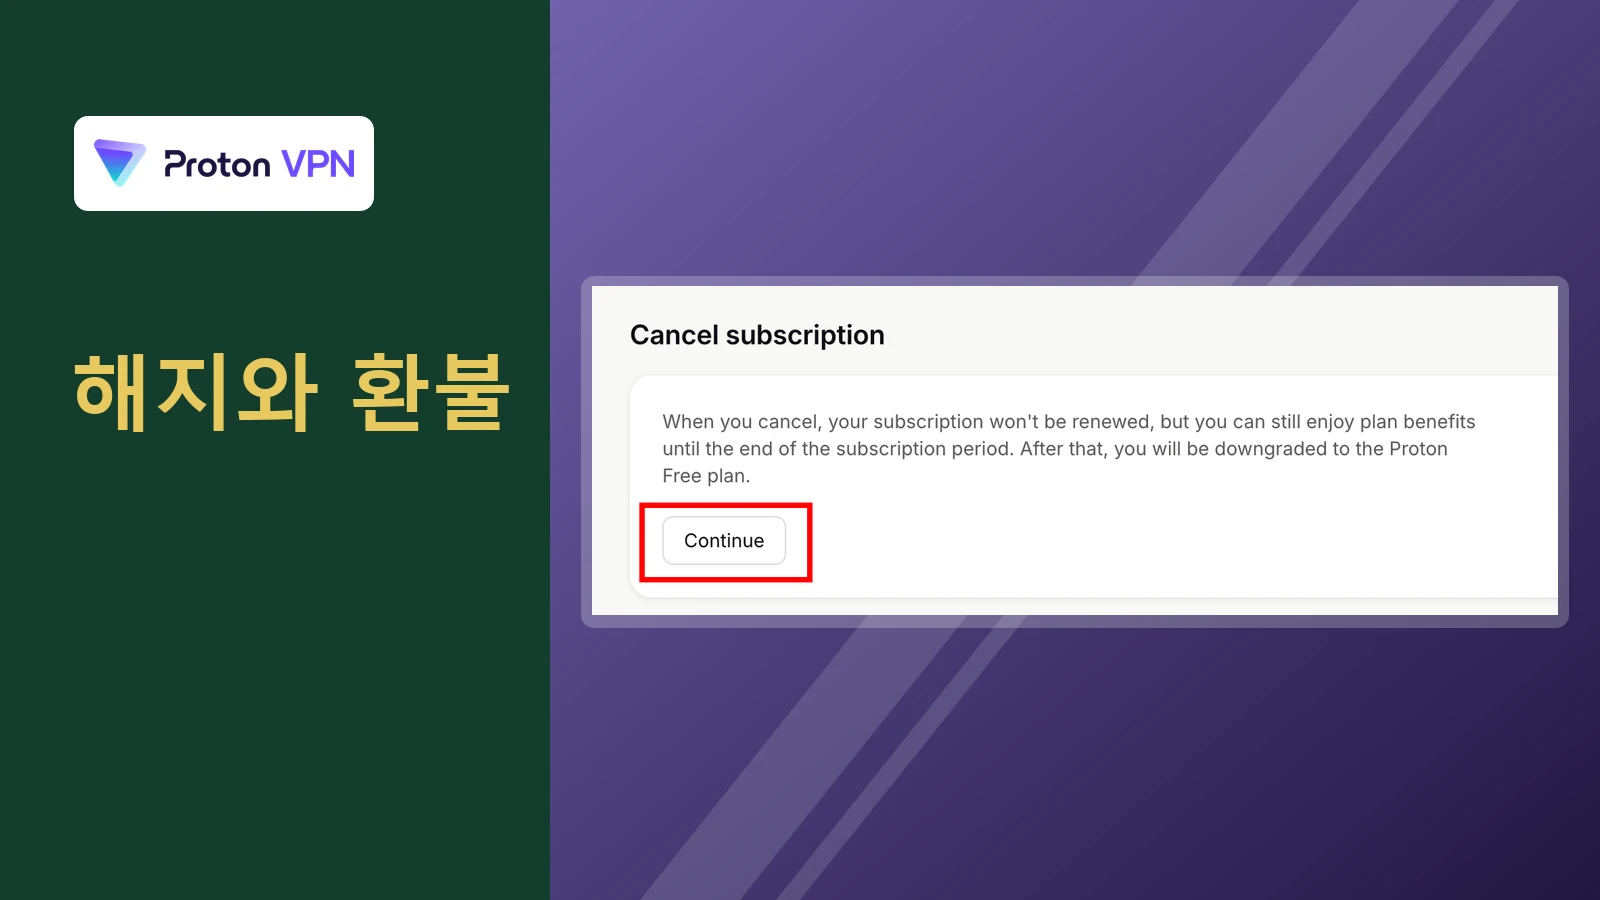 Proton VPN
해지와 환불
Cancel subscription
When you cancel, your subscription won't be renewed, but you can still enjoy plan benefits
until the end of the subscription period. After that, you will be downgraded to the Proton
Free plan.
Continue